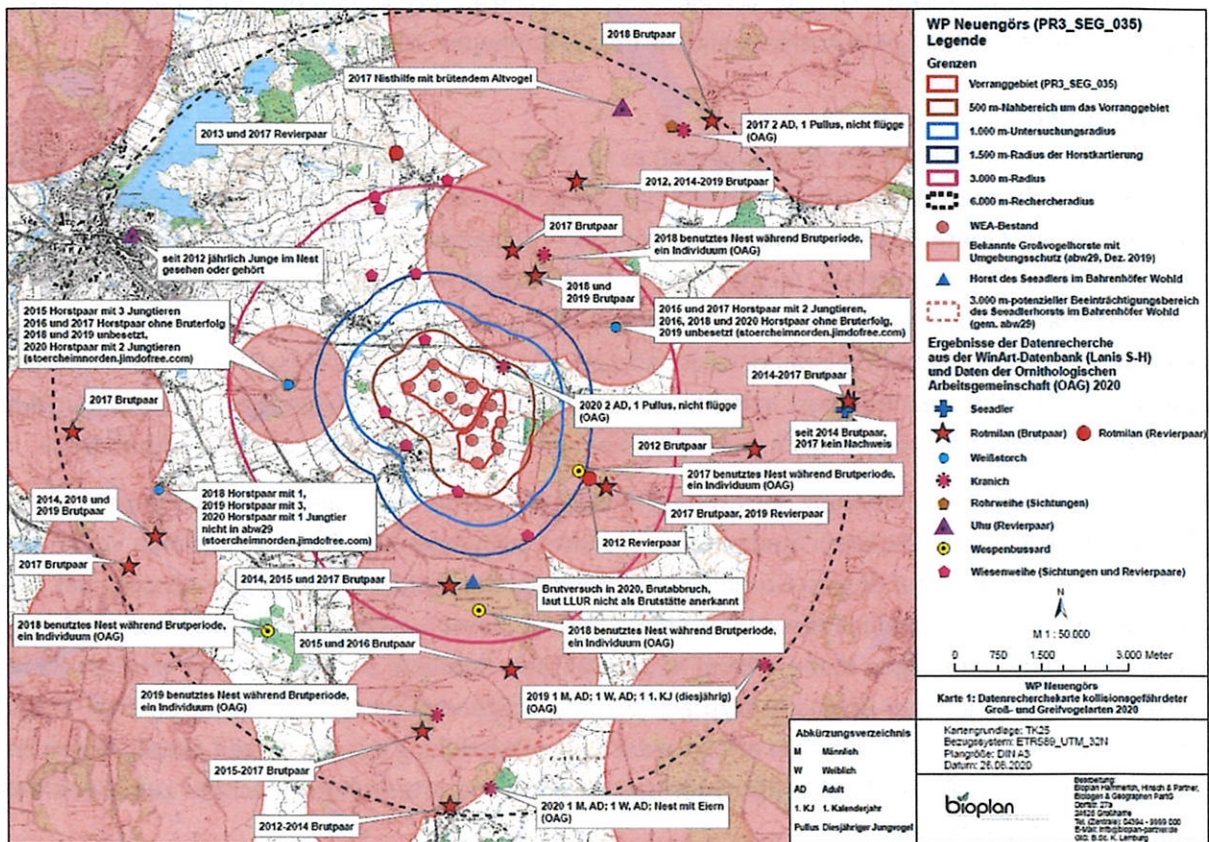 2018 Brutpaar
2017 Nisthilfe mit brütendem Altvogel
2013 und 2017 Revierpaar
2017 2 AD, 1 Pullus, nicht flügge
(OAG)
2012, 2014-2019 Brutpaar
2017 Brutpaar
2018 benutztes Nest während Brutperiode,
ein Individuum (OAG)
seit 2012 jährlich Junge im Nest
gesehen oder gehört
2018 und
2019 Brutpaar
2015 Horstpaar mit 3 Jungtieren
2016 und 2017 Horstpaar ohne Bruterfolg
2018 und 2019 unbesetzt,
2020 Horstpaar mit 2 Jungtieren
(stoercheimnorden.jimdofree.com)
2015 und 2017 Horstpaar mit 2 Jungtieren,
2016, 2018 und 2020 Horstpaar ohne Bruterfolg,
2019 unbesetzt (stoercheimnorden.jimdofree.com)
2014-2017 Brutpaar
2017 Brutpaar
2020 2 AD, 1 Pullus, nicht flügge
(OAG)
seit 2014 Brutpaar,
2017 kein Nachweis
2012 Brutpaar
2017 benutztes Nest während Brutperiode,
ein Individuum (OAG)
2014, 2018 und
2019 Brutpaar
2018 Horstpaar mit 1,
2019 Horstpaar mit 3,
2020 Horstpaar mit 1 Jungtier
nicht in abw29
(stoercheimnorden.jimdofree.com)
2017 Brutpaar, 2019 Revierpaar
2012 Revierpaar
2017 Brutpaar
2014, 2015 und 2017 Brutpaar
Brutversuch in 2020, Brutabbruch,
laut LLUR nicht als Brutstätte anerkannt
2018 benutztes Nest während Brutperiode,
ein Individuum (OAG)
2018 benutztes Nest während Brutperiode,
ein Individuum (OAG)
2015 und 2016 Brutpaar
2019 benutztes Nest während Brutperiode,
ein Individuum (OAG)
2019 1 M, AD; 1 W, AD; 1 1. KJ (diesjährig)
(OAG)
2015-2017 Brutpaar
2020 1 M, AD; 1 W, AD; Nest mit Eiern
(OAG)
2012-2014 Brutpaar
Abkürzungsverzeichnis
M Männlich
W Weiblich
AD Adult
1. KJ 1. Kalenderjahr
Pullus Diesjähriger Jungvogel
WP Neuengörs (PR3_SEG_035)
Legende
Grenzen
Vorranggebiet (PR3_SEG_035)
500 m-Nahbereich um das Vorranggebiet
1.000 m-Untersuchungsradius
1.500 m-Radius der Horstkartierung
3.000 m-Radius
6.000 m-Rechercheradius
WEA-Bestand
Bekannte Großvogelhorste mit
Umgebungsschutz (abw29, Dez. 2019)
Horst des Seeadlers im Bahrenhöfer Wohld
3.000 m-potenzieller Beeinträchtigungsbereich
des Seeadlerhorsts im Bahrenhöfer Wohld
(gem. abw29)
Ergebnisse der Datenrecherche
aus der WinArt-Datenbank (Lanis S-H)
und Daten der Ornithologischen
Arbeitsgemeinschaft (OAG) 2020
Seeadler
Rotmilan (Brutpaar) Rotmilan (Revierpaar)
Weißstorch
Kranich
Rohrweihe (Sichtungen)
Uhu (Revierpaar)
Wespenbussard
Wiesenweihe (Sichtungen und Revierpaare)
N
M 1 : 50.000
0 750 1.500 3.000 Meter
WP Neuengörs
Karte 1: Datenrecherchekarte kollisionsgefährdeter
Groß- und Greifvogelarten 2020
Kartengrundlage: TK25
Bezugssystem: ETRS89_UTM_32N
Plangröße: DIN A3
Datum: 26.08.2020
bioplan
Bearbeitung:
Bioplan Hammerich, Hinsch & Partner,
Biologen & Geographen PartG
Dorfstr. 27a
24625 Großharrie
Tel. (Zentrale): 04394 - 9999 000
E-Mail: info@bioplan-partner.de
GIS: B.Sc. K. Lemburg